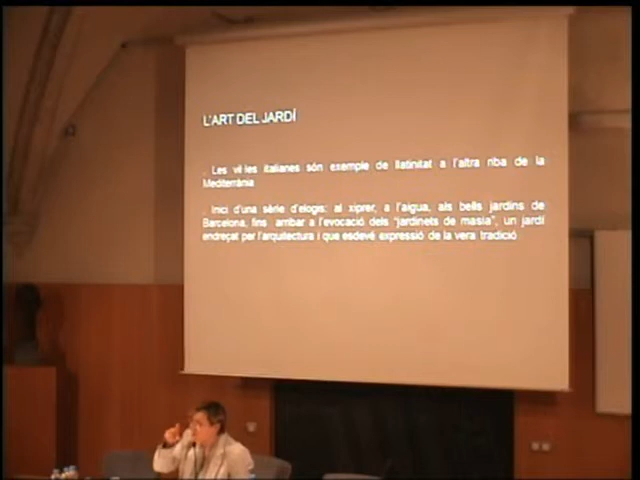 L'ART DEL JARDÍ
. Les vil·les italianes són exemple de llatinitat a l'altra riba de la
Mediterrània
. Inici d'una sèrie d'elogis: al xiprer, a l'aigua, als bells jardins de
Barcelona, fins arribar a l'evocació dels "jardinets de masia", un jardí
endreçat per l'arquitectura i que esdevé expressió de la vera tradició